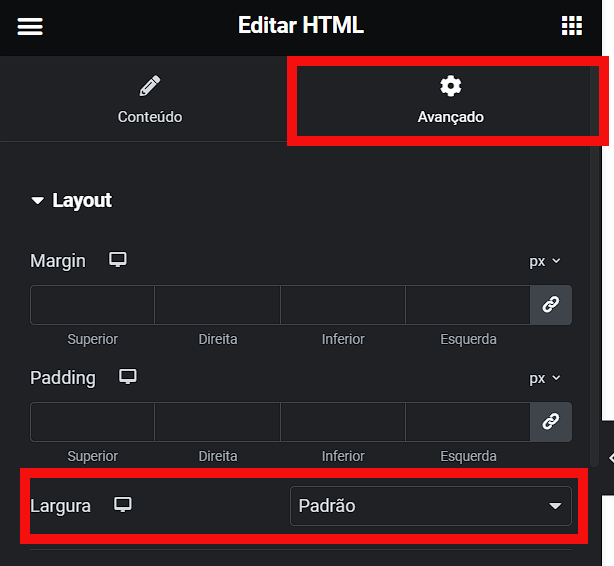 Editar HTML
Conteúdo
Avançado
Layout
Margin
px
Superior Direita Inferior Esquerda
Padding
px
Superior Direita Inferior Esquerda
Largura
Padrão